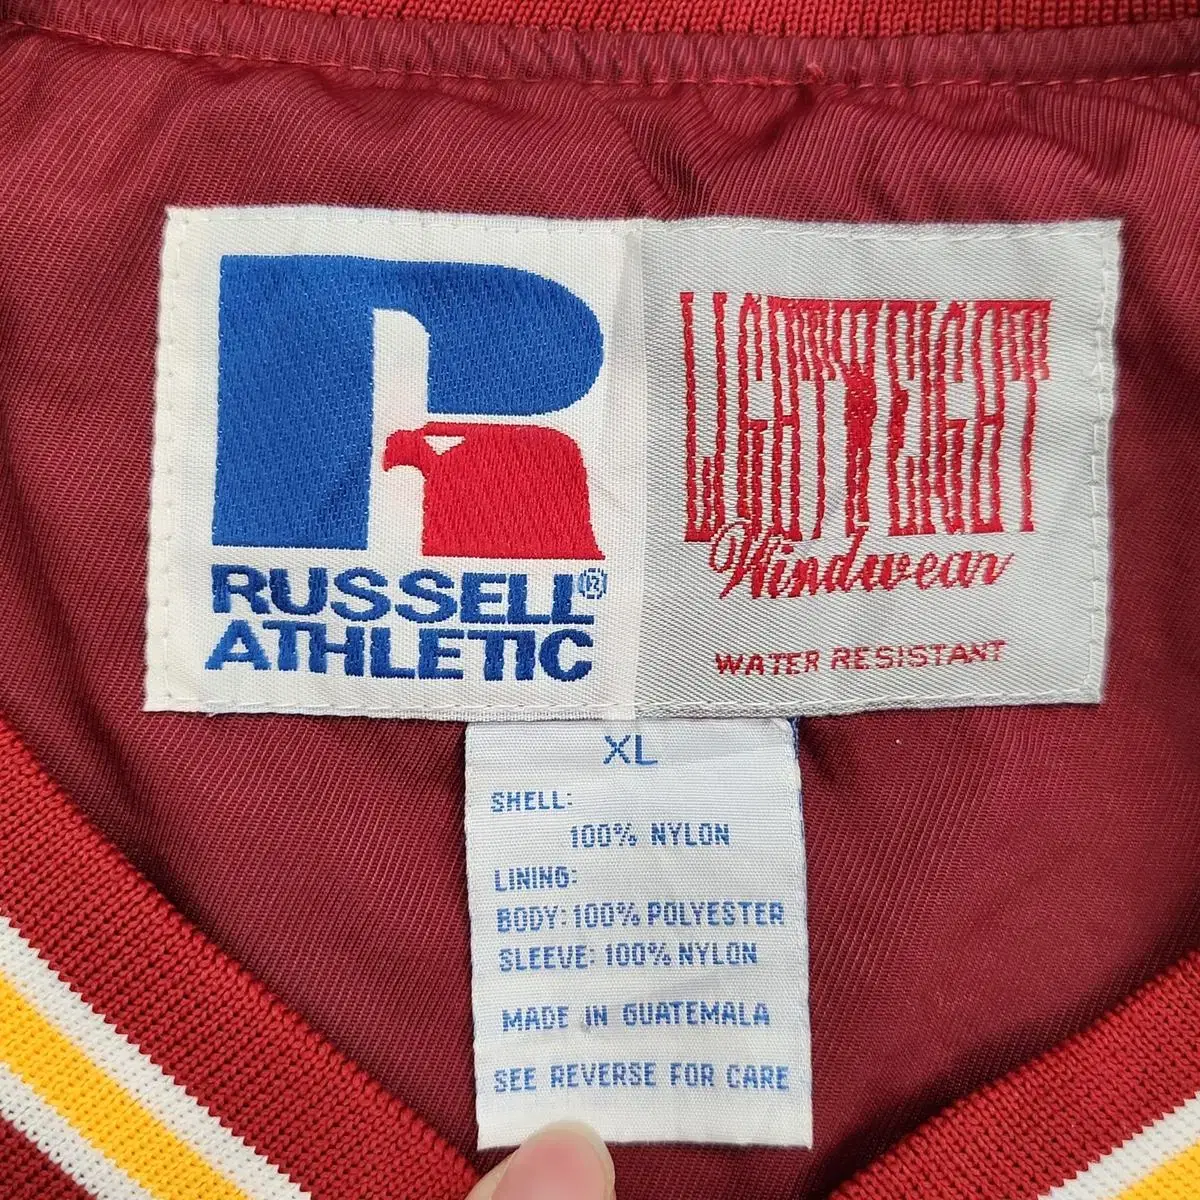 RUSSELL®
ATHLETIC
LIGHTWEIGHT
Windwear
WATER RESISTANT
XL
SHELL:
100% NYLON
LINING:
BODY: 100% POLYESTER
SLEEVE: 100% NYLON
MADE IN GUATEMALA
SEE REVERSE FOR CARE